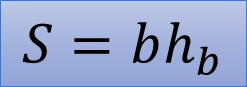 S = bh_b